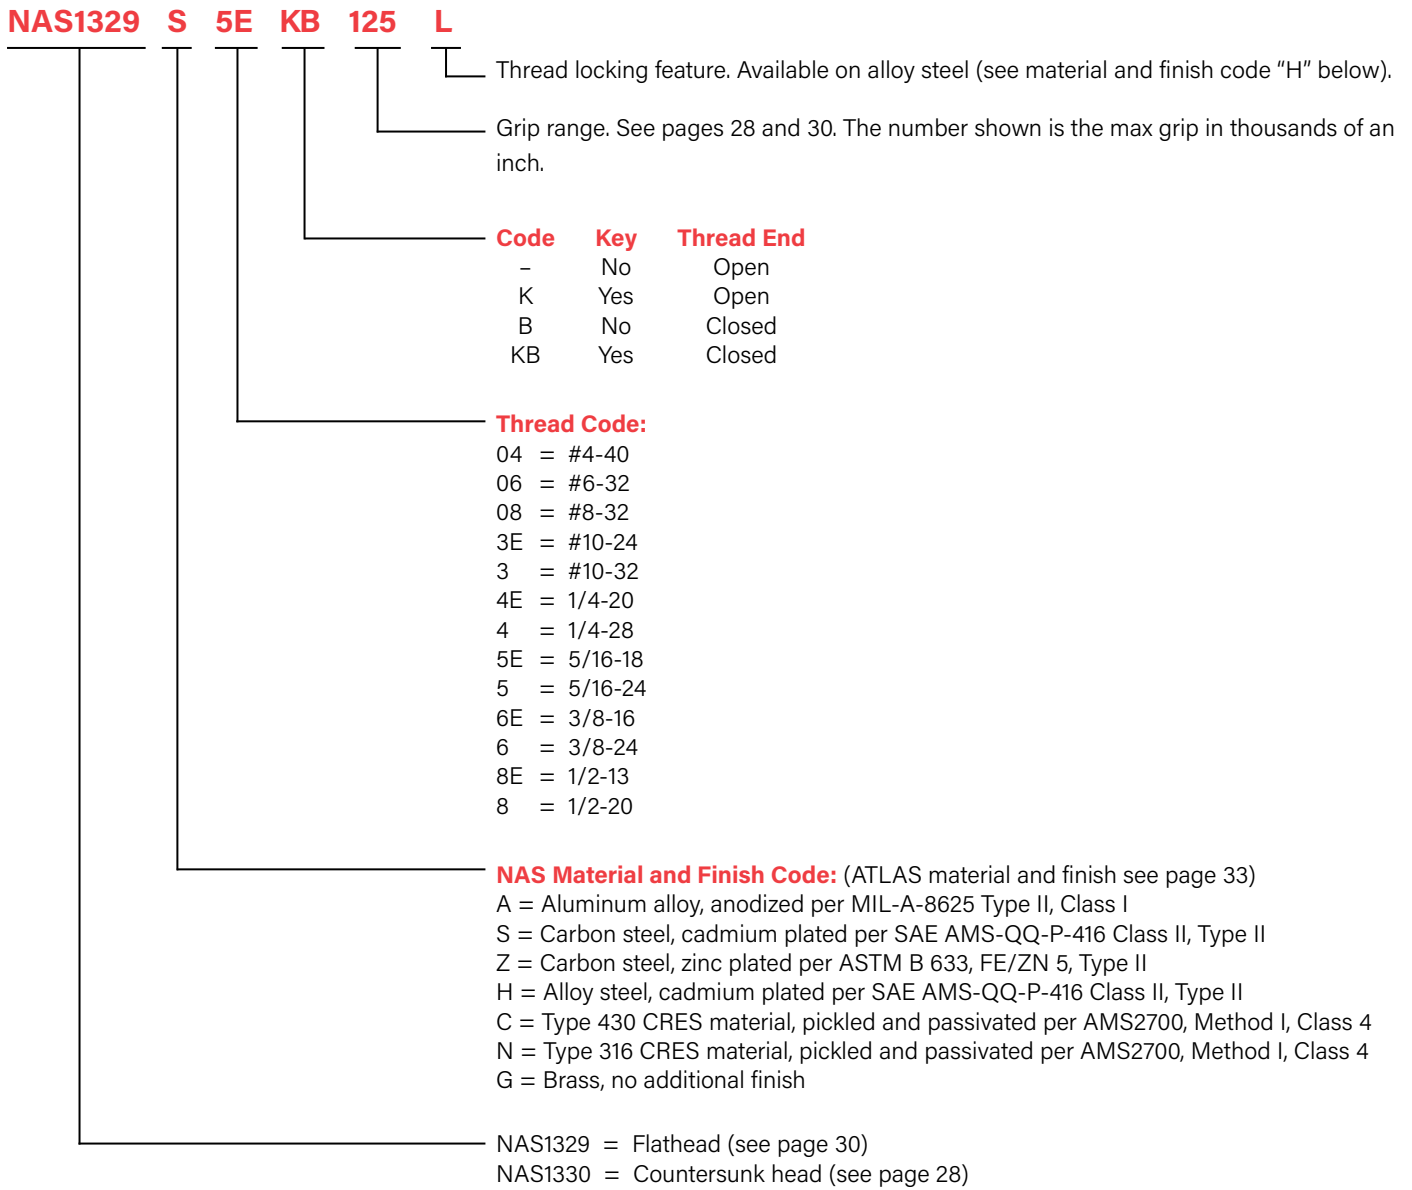 NAS1329 S 5E KB 125 L
Thread locking feature. Available on alloy steel (see material and finish code “H” below).
Grip range. See pages 28 and 30. The number shown is the max grip in thousands of an
inch.
Code Key Thread End
– No Open
K Yes Open
B No Closed
KB Yes Closed
Thread Code:
04 = #4-40
06 = #6-32
08 = #8-32
3E = #10-24
3 = #10-32
4E = 1/4-20
4 = 1/4-28
5E = 5/16-18
5 = 5/16-24
6E = 3/8-16
6 = 3/8-24
8E = 1/2-13
8 = 1/2-20
NAS Material and Finish Code: (ATLAS material and finish see page 33)
A = Aluminum alloy, anodized per MIL-A-8625 Type II, Class I
S = Carbon steel, cadmium plated per SAE AMS-QQ-P-416 Class II, Type II
Z = Carbon steel, zinc plated per ASTM B 633, FE/ZN 5, Type II
H = Alloy steel, cadmium plated per SAE AMS-QQ-P-416 Class II, Type II
C = Type 430 CRES material, pickled and passivated per AMS2700, Method I, Class 4
N = Type 316 CRES material, pickled and passivated per AMS2700, Method I, Class 4
G = Brass, no additional finish
NAS1329 = Flathead (see page 30)
NAS1330 = Countersunk head (see page 28)